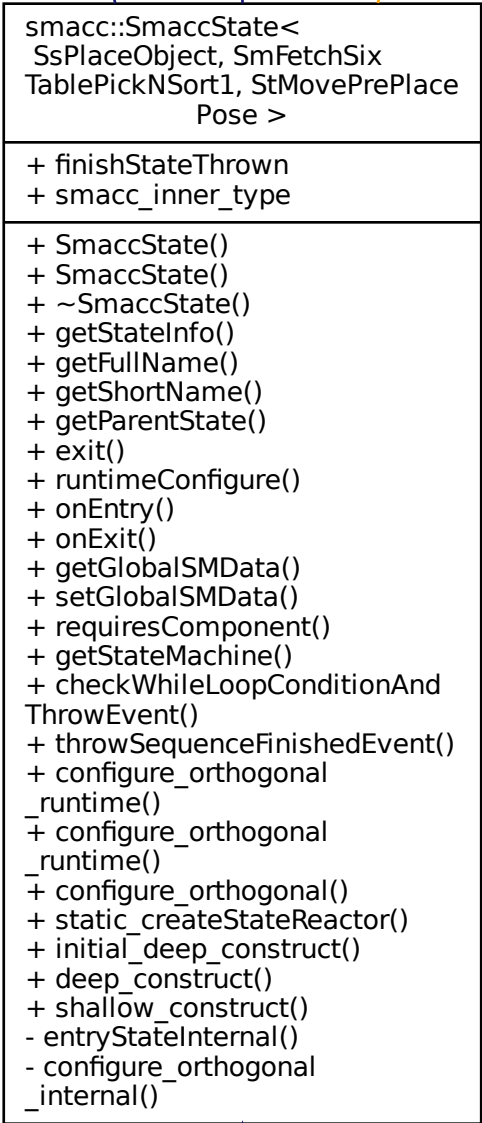 smacc::SmaccState<
SsPlaceObject, SmFetchSix
TablePickNSort1, StMovePrePlace
Pose >
+ finishStateThrown
+ smacc_inner_type
+ SmaccState()
+ SmaccState()
+ ~SmaccState()
+ getStateInfo()
+ getFullName()
+ getShortName()
+ getParentState()
+ exit()
+ runtimeConfigure()
+ onEntry()
+ onExit()
+ getGlobalSMData()
+ setGlobalSMData()
+ requiresComponent()
+ getStateMachine()
+ checkWhileLoopConditionAnd
ThrowEvent()
+ throwSequenceFinishedEvent()
+ configure_orthogonal
_runtime()
+ configure_orthogonal
_runtime()
+ configure_orthogonal()
+ static_createStateReactor()
+ initial_deep_construct()
+ deep_construct()
+ shallow_construct()
- entryStateInternal()
- configure_orthogonal
_internal()